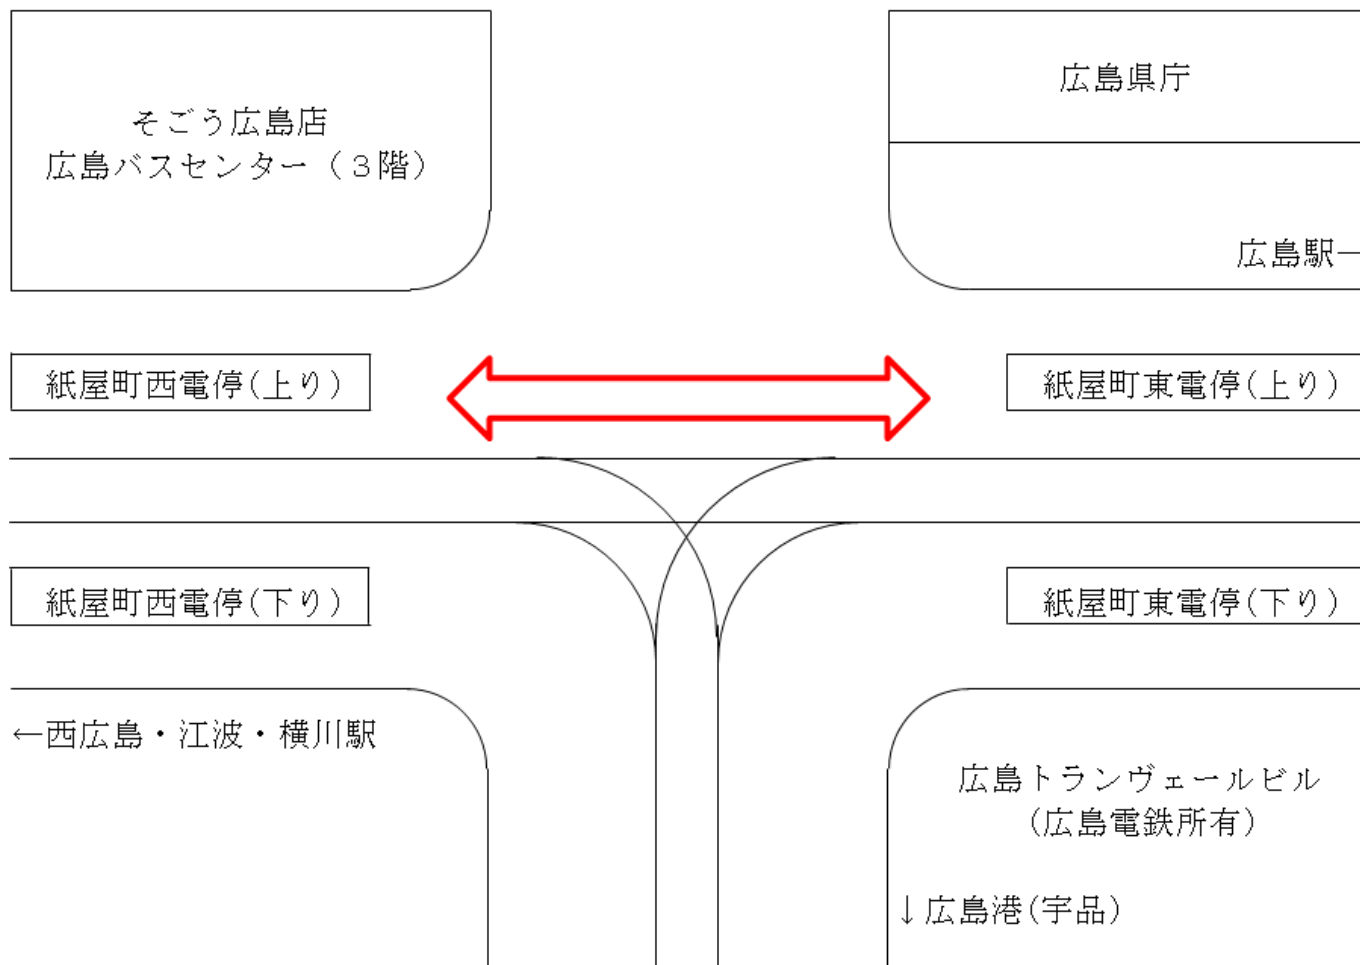 そごう広島店
広島バスセンター（３階）
広島県庁
広島駅─
紙屋町西電停(上り)
紙屋町東電停(上り)
紙屋町西電停(下り)
紙屋町東電停(下り)
←西広島・江波・横川駅
広島トランヴェールビル
(広島電鉄所有)
↓広島港(宇品)